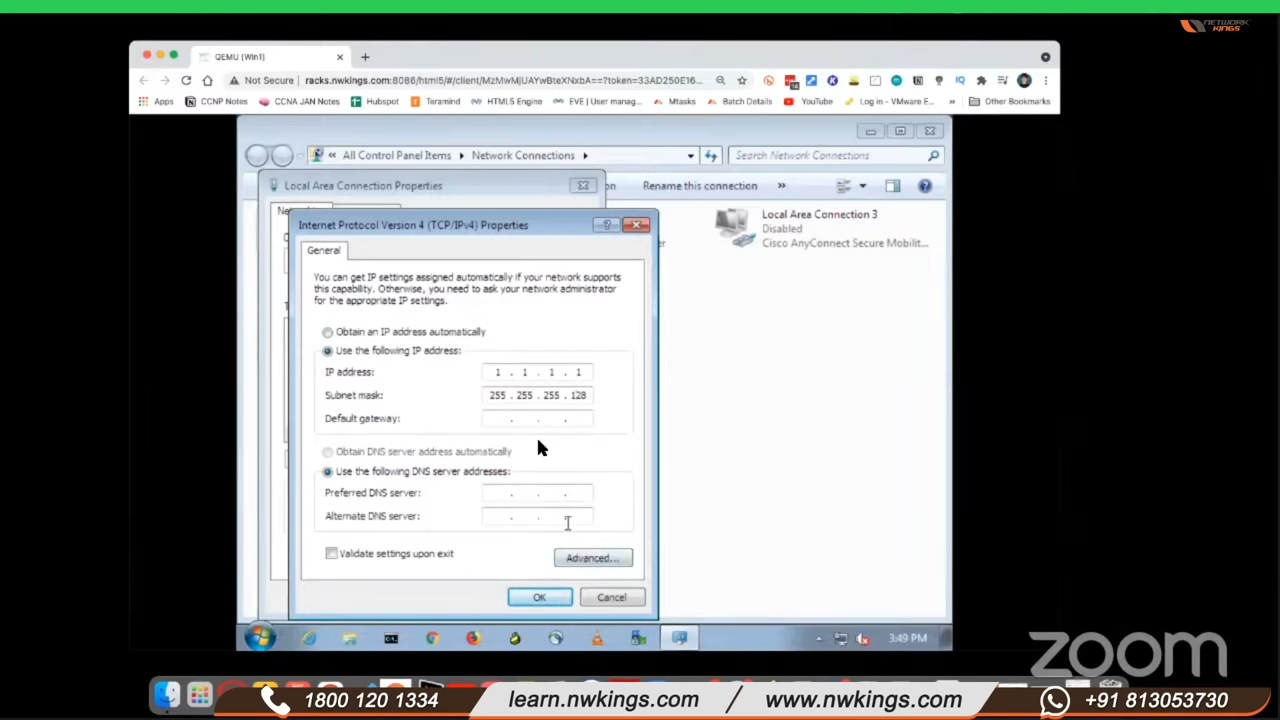 NETWORK
KINGS
QEMU (Win1)
Not Secure
racks.nwkings.com:8086/html5/#/client/MzMwMjUAYwBteXNxbA==?token=33AD250E16...
Apps
CCNP Notes
CCNA JAN Notes
Hubspot
Teramind
HTML5 Engine
EVE | User manag...
Mtasks
Batch Details
YouTube
Log in - VMware E...
»
Other Bookmarks
« All Control Panel Items
Network Connections
Search Network Connections
Local Area Connection Properties
on
Rename this connection
»
Local Area Connection 3
Disabled
Cisco AnyConnect Secure Mobilit...
Internet Protocol Version 4 (TCP/IPv4) Properties
General
You can get IP settings assigned automatically if your network supports
this capability. Otherwise, you need to ask your network administrator
for the appropriate IP settings.
Obtain an IP address automatically
Use the following IP address:
IP address: 1 . 1 . 1 . 1
Subnet mask: 255 . 255 . 255 . 128
Default gateway: . . .
Obtain DNS server address automatically
Use the following DNS server addresses:
Preferred DNS server: . . .
Alternate DNS server: . . .
Validate settings upon exit
Advanced...
OK
Cancel
3:49 PM
zoom
1800 120 1334
learn.nwkings.com / www.nwkings.com
+91 813053730